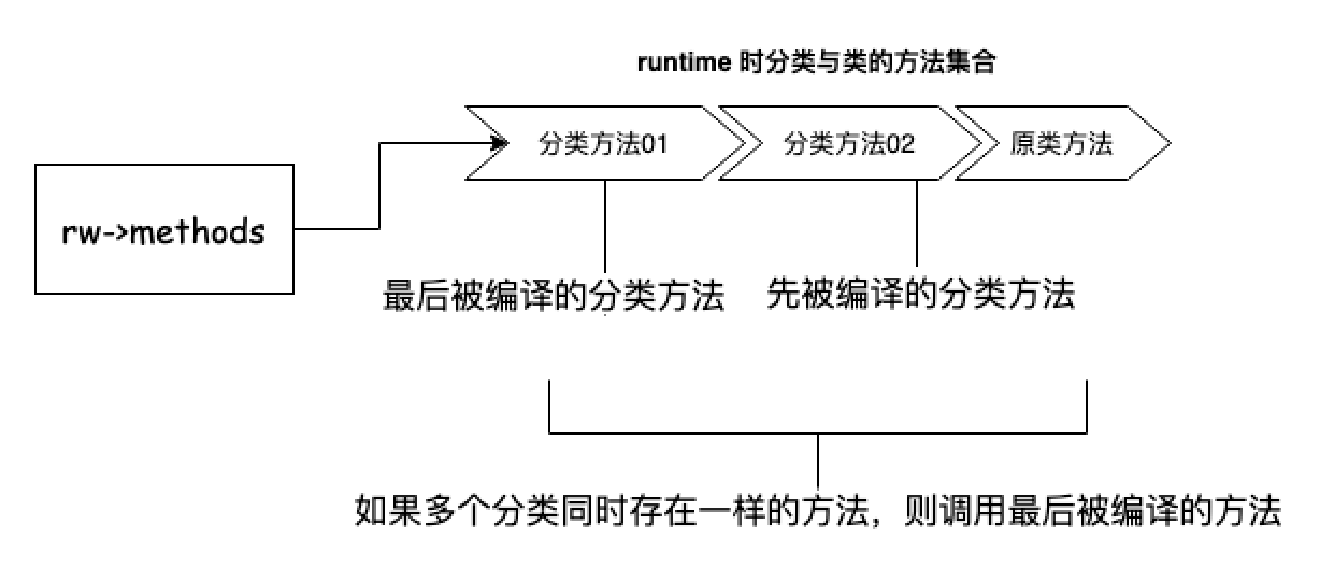 runtime 时分类与类的方法集合
分类方法01
分类方法02
原类方法
rw->methods
最后被编译的分类方法
先被编译的分类方法
如果多个分类同时存在一样的方法，则调用最后被编译的方法